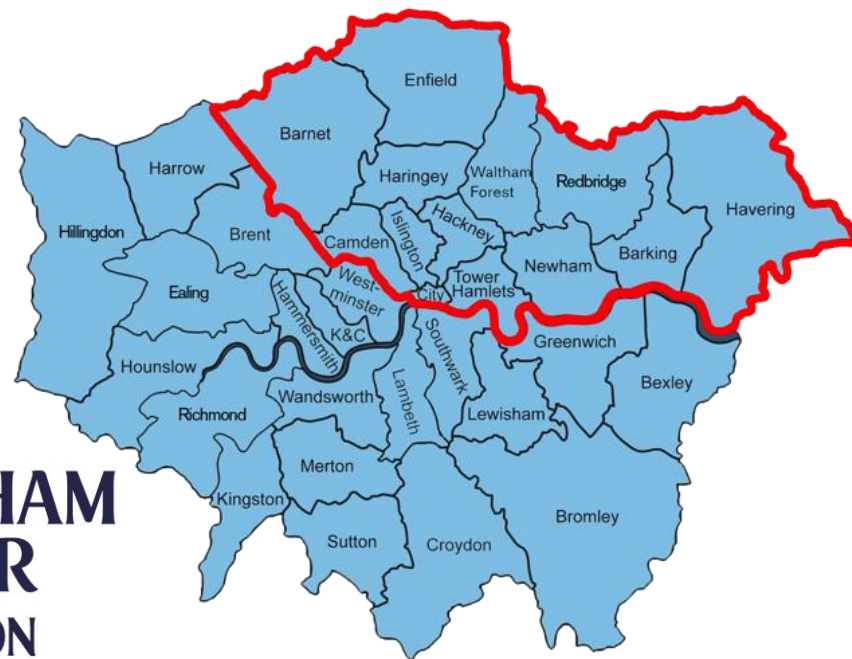 Enfield
Barnet
Harrow
Haringey
Waltham
Forest
Redbridge
Havering
Hillingdon
Brent
Camden
Islington
Hackney
Barking
Newham
Tower
Hamlets
City
West-
minster
Ealing
Hammersmith
K&C
Hounslow
Southwark
Greenwich
Bexley
Richmond
Wandsworth
Lambeth
Lewisham
Merton
Kingston
Bromley
Sutton
Croydon
HAM
R
ON